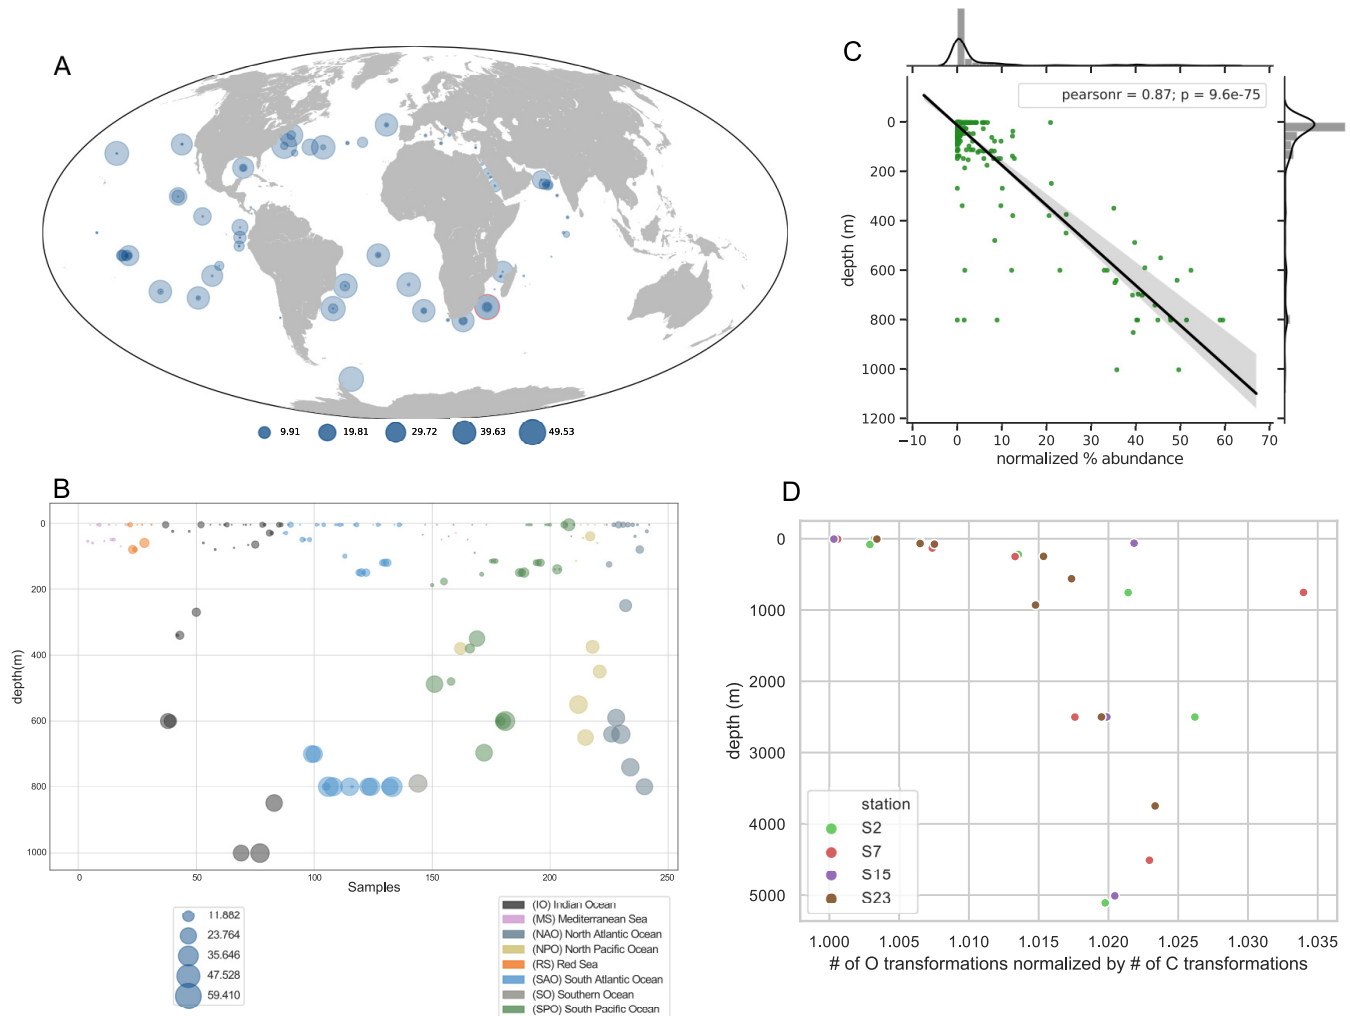 A
9.91 19.81 29.72 39.63 49.53
C
pearsonr = 0.87; p = 9.6e-75
depth (m)
0
200
400
600
800
1000
1200
−10 0 10 20 30 40 50 60 70
normalized % abundance
B
depth(m)
0
200
400
600
800
1000
0 50 100 150 200 250
Samples
11.882
23.764
35.646
47.528
59.410
(IO) Indian Ocean
(MS) Mediterranean Sea
(NAO) North Atlantic Ocean
(NPO) North Pacific Ocean
(RS) Red Sea
(SAO) South Atlantic Ocean
(SO) Southern Ocean
(SPO) South Pacific Ocean
D
depth (m)
0
1000
2000
3000
4000
5000
station
S2
S7
S15
S23
1.000 1.005 1.010 1.015 1.020 1.025 1.030 1.035
# of O transformations normalized by # of C transformations